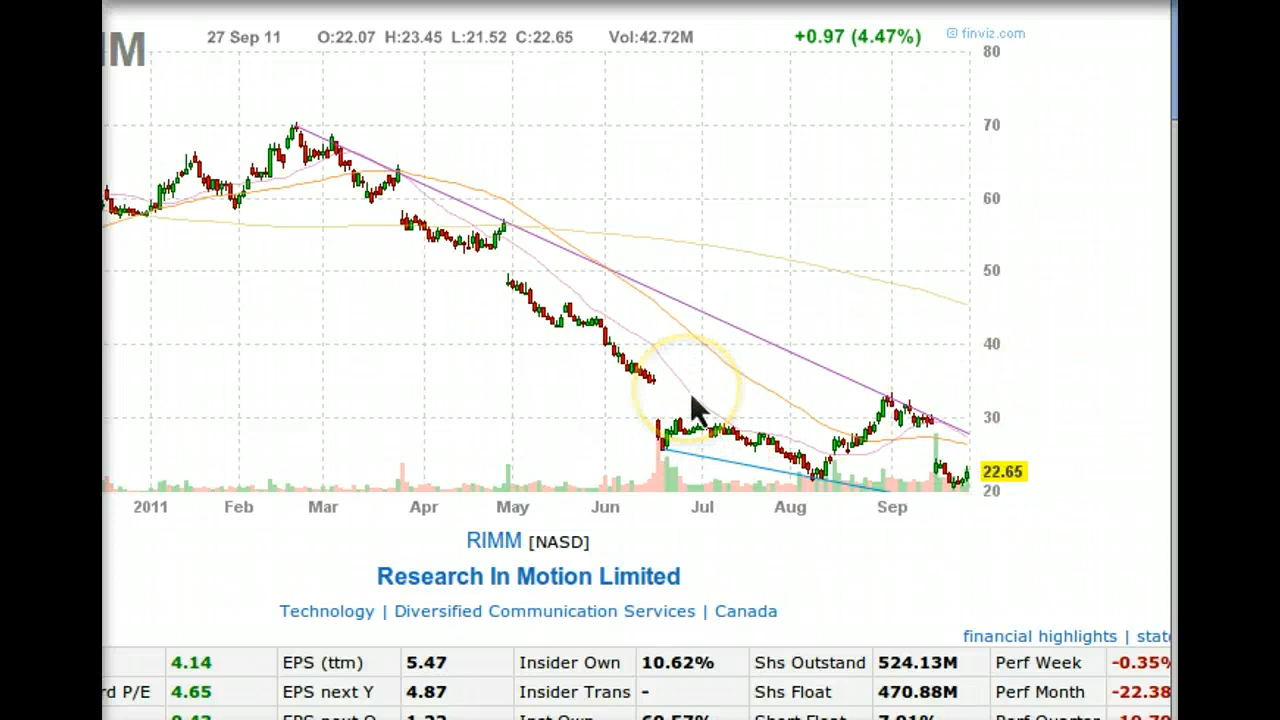 M 27 Sep 11 O:22.07 H:23.45 L:21.52 C:22.65 Vol:42.72M +0.97 (4.47%) © finviz.com
80
70
60
50
40
30
22.65
20
2011 Feb Mar Apr May Jun Jul Aug Sep
RIMM [NASD]
Research In Motion Limited
Technology | Diversified Communication Services | Canada
financial highlights | state
4.14 EPS (ttm) 5.47 Insider Own 10.62% Shs Outstand 524.13M Perf Week -0.35%
rd P/E 4.65 EPS next Y 4.87 Insider Trans - Shs Float 470.88M Perf Month -22.38